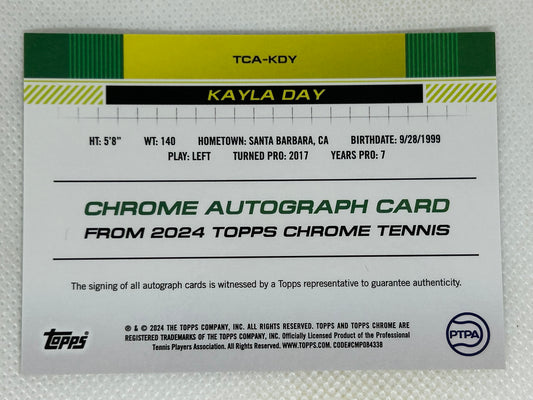 TCA-KDY
KAYLA DAY
HT: 5'8" WT: 140 HOMETOWN: SANTA BARBARA, CA BIRTHDATE: 9/28/1999
PLAY: LEFT TURNED PRO: 2017 YEARS PRO: 7
CHROME AUTOGRAPH CARD
FROM 2024 TOPPS CHROME TENNIS
The signing of all autograph cards is witnessed by a Topps representative to guarantee authenticity.
® & © 2024 THE TOPPS COMPANY, INC. ALL RIGHTS RESERVED. TOPPS AND TOPPS CHROME ARE
REGISTERED TRADEMARKS OF THE TOPPS COMPANY, INC. Officially Licensed Product of the Professional
Tennis Players Association. All Rights Reserved. WWW.TOPPS.COM. CODE#CMP084338
Topps
PTPA